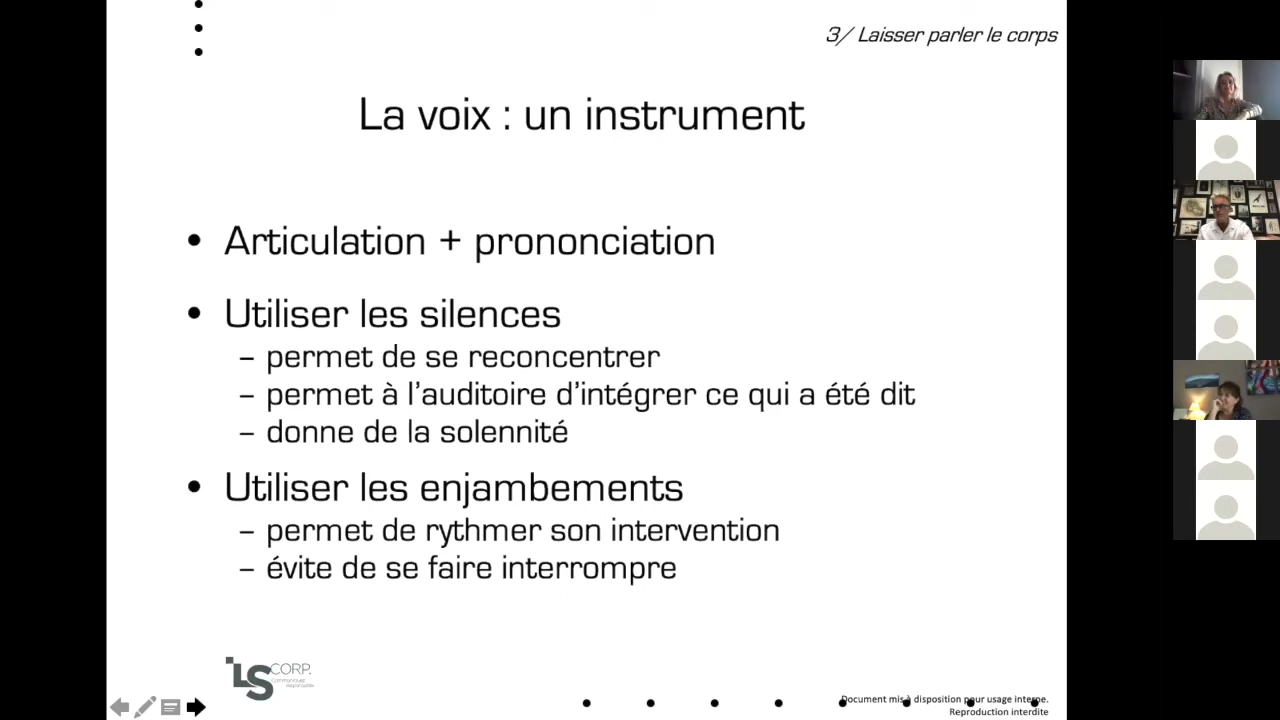 3/ Laisser parler le corps
La voix : un instrument
• Articulation + prononciation
• Utiliser les silences
– permet de se reconcentrer
– permet à l’auditoire d’intégrer ce qui a été dit
– donne de la solennité
• Utiliser les enjambements
– permet de rythmer son intervention
– évite de se faire interrompre
LS CORP.
Communiquez
responsable
Document mis à disposition pour usage interne.
Reproduction interdite